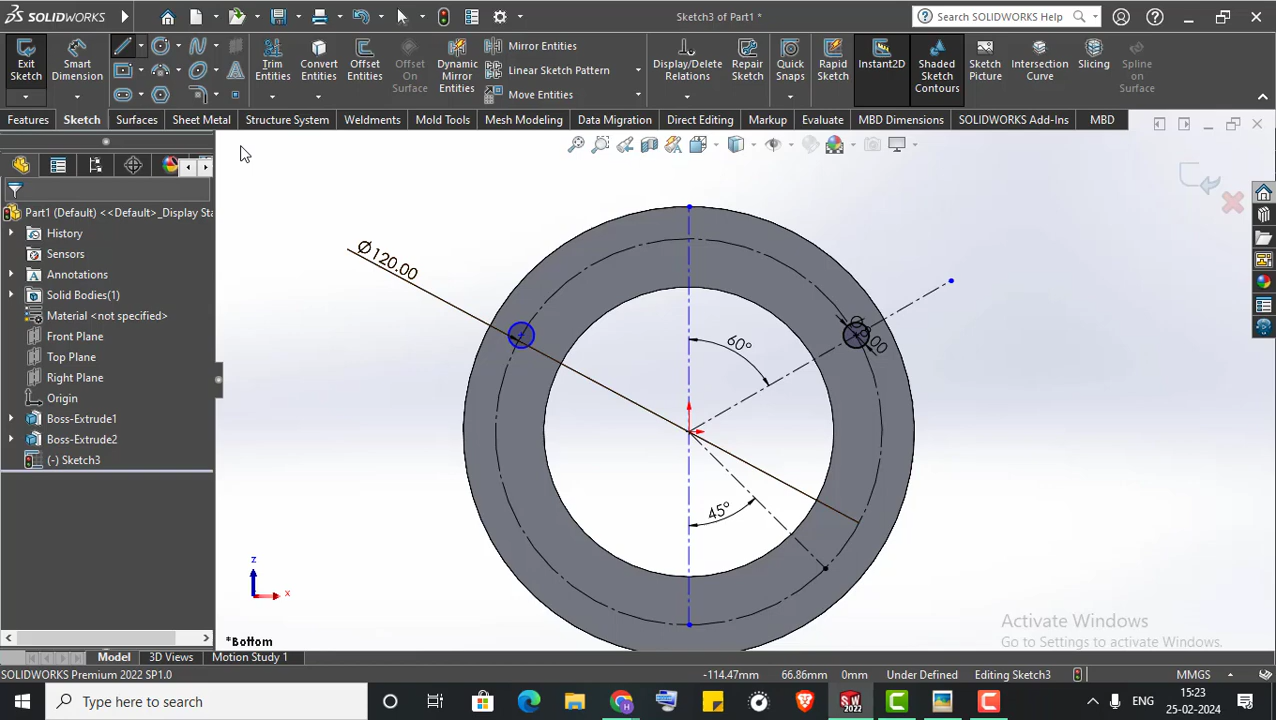 SOLIDWORKS
Sketch3 of Part1 *
Search SOLIDWORKS Help
Exit Sketch
Smart Dimension
Trim Entities
Convert Entities
Offset Entities
Offset On Surface
Dynamic Mirror Entities
Mirror Entities
Linear Sketch Pattern
Move Entities
Display/Delete Relations
Repair Sketch
Quick Snaps
Rapid Sketch
Instant2D
Shaded Sketch Contours
Sketch Picture
Intersection Curve
Slicing
Spline on Surface
Features
Sketch
Surfaces
Sheet Metal
Structure System
Weldments
Mold Tools
Mesh Modeling
Data Migration
Direct Editing
Markup
Evaluate
MBD Dimensions
SOLIDWORKS Add-Ins
MBD
Part1 (Default) <<Default>_Display Sta
History
Sensors
Annotations
Solid Bodies(1)
Material <not specified>
Front Plane
Top Plane
Right Plane
Origin
Boss-Extrude1
Boss-Extrude2
(-) Sketch3
Ø120.00
60°
45°
z
x
*Bottom
Activate Windows
Go to Settings to activate Windows.
Model
3D Views
Motion Study 1
SOLIDWORKS Premium 2022 SP1.0
-114.47mm
66.86mm
0mm
Under Defined
Editing Sketch3
MMGS
Type here to search
SW
2022
ENG
15:23
25-02-2024